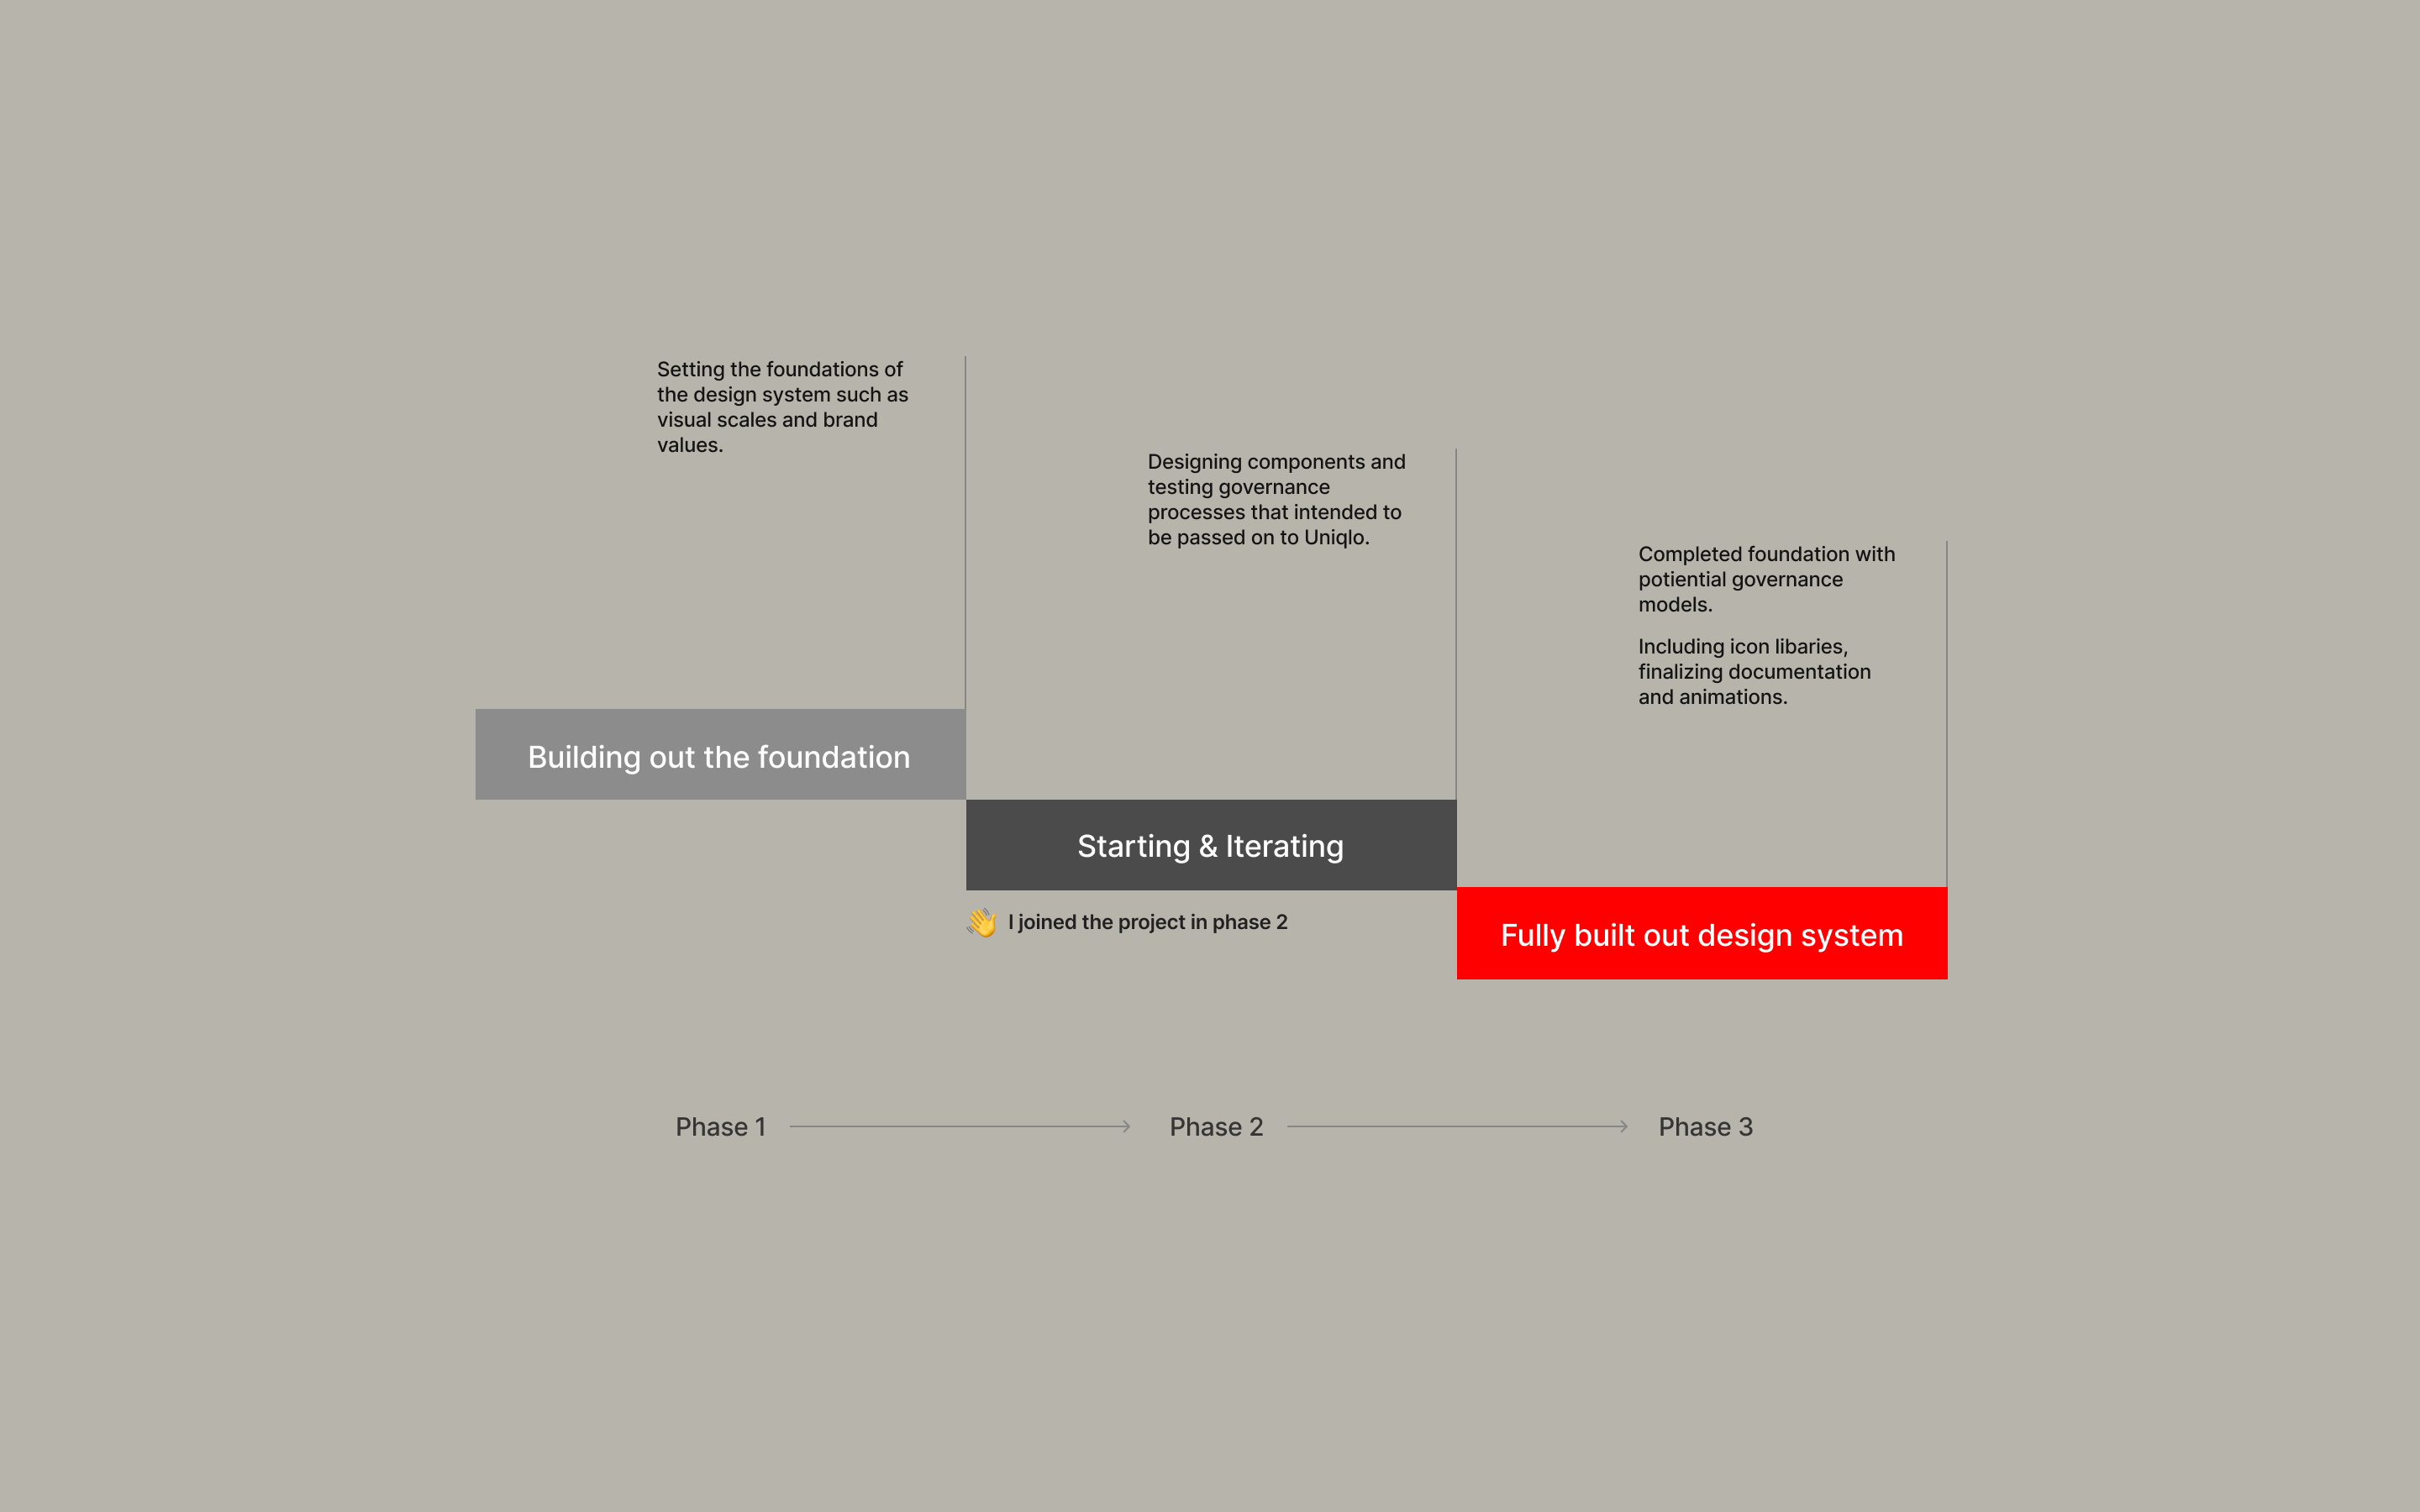 Setting the foundations of
the design system such as
visual scales and brand
values.
Designing components and
testing governance
processes that intended to
be passed on to Uniqlo.
Completed foundation with
potiential governance
models.
Including icon libaries,
finalizing documentation
and animations.
Building out the foundation
Starting & Iterating
👋 I joined the project in phase 2
Fully built out design system
Phase 1
Phase 2
Phase 3